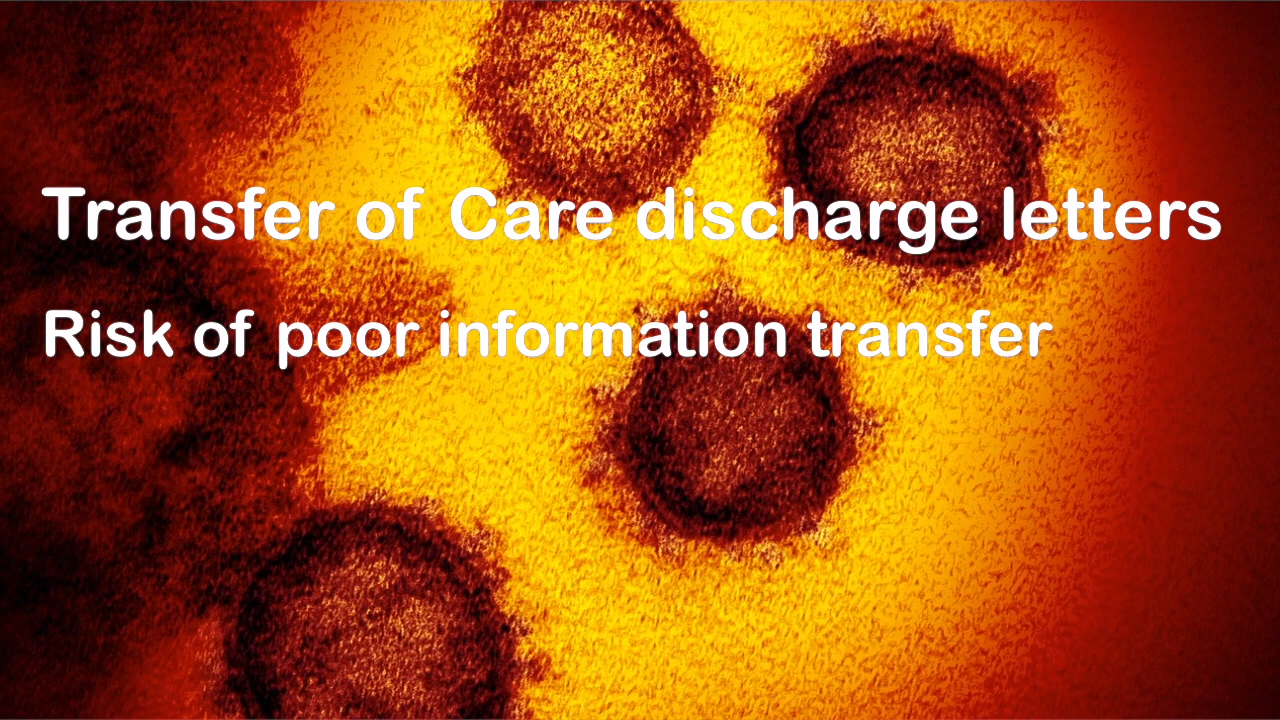 Transfer of Care discharge letters
Risk of poor information transfer